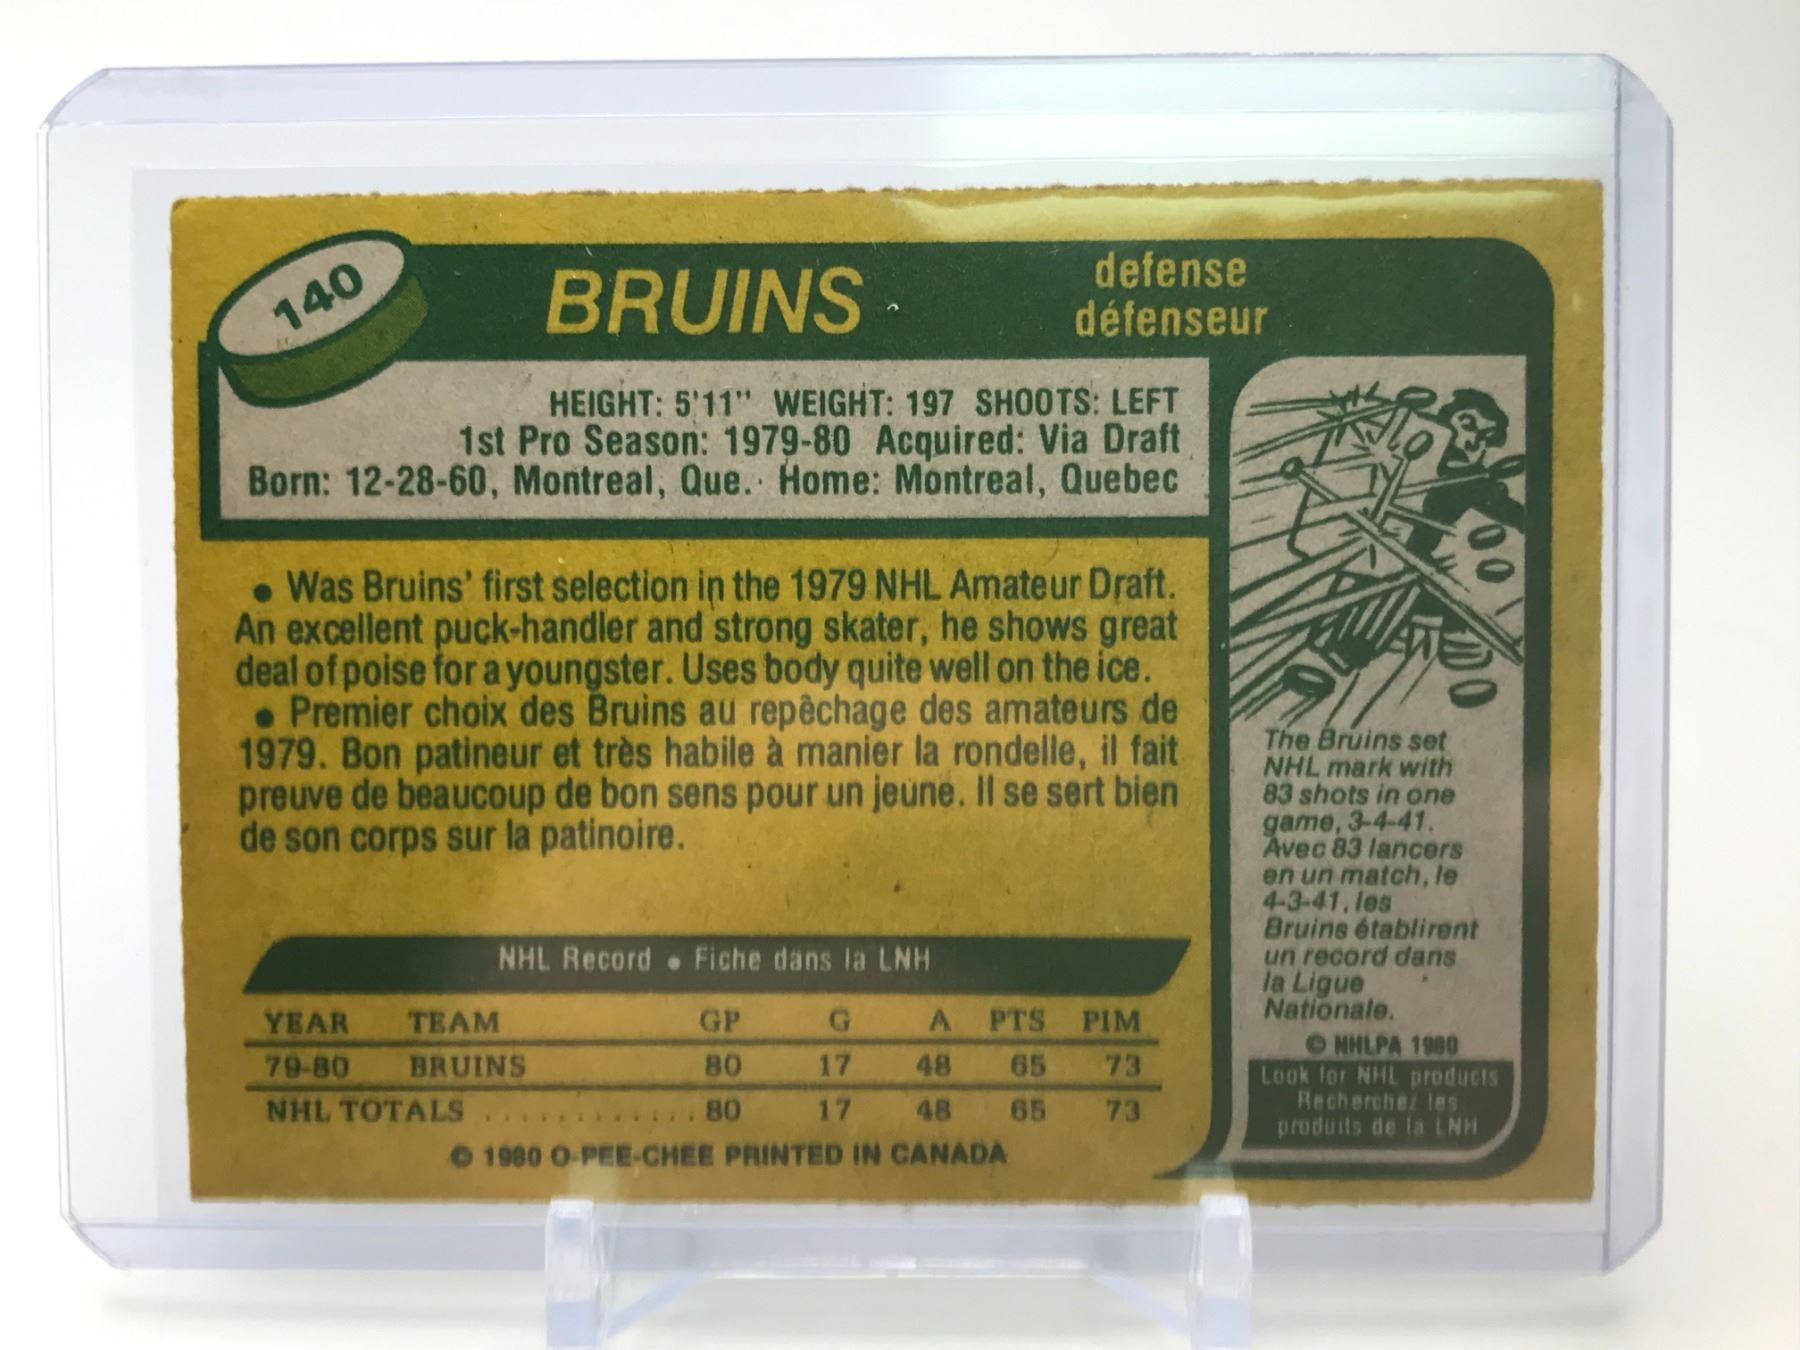 140
BRUINS
defense
défenseur
HEIGHT: 5'11" WEIGHT: 197 SHOOTS: LEFT
1st Pro Season: 1979-80 Acquired: Via Draft
Born: 12-28-60, Montreal, Que. Home: Montreal, Quebec
• Was Bruins' first selection in the 1979 NHL Amateur Draft.
An excellent puck-handler and strong skater, he shows great
deal of poise for a youngster. Uses body quite well on the ice.
• Premier choix des Bruins au repêchage des amateurs de
1979. Bon patineur et très habile à manier la rondelle, il fait
preuve de beaucoup de bon sens pour un jeune. Il se sert bien
de son corps sur la patinoire.
NHL Record • Fiche dans la LNH
YEAR TEAM GP G A PTS PIM
79-80 BRUINS 80 17 48 65 73
NHL TOTALS ............. 80 17 48 65 73
© 1980 O-PEE-CHEE PRINTED IN CANADA
The Bruins set
NHL mark with
83 shots in one
game, 3-4-41.
Avec 83 lancers
en un match, le
4-3-41, les
Bruins établirent
un record dans
la Ligue
Nationale.
© NHLPA 1980
Look for NHL products
Recherchez les
produits de la LNH